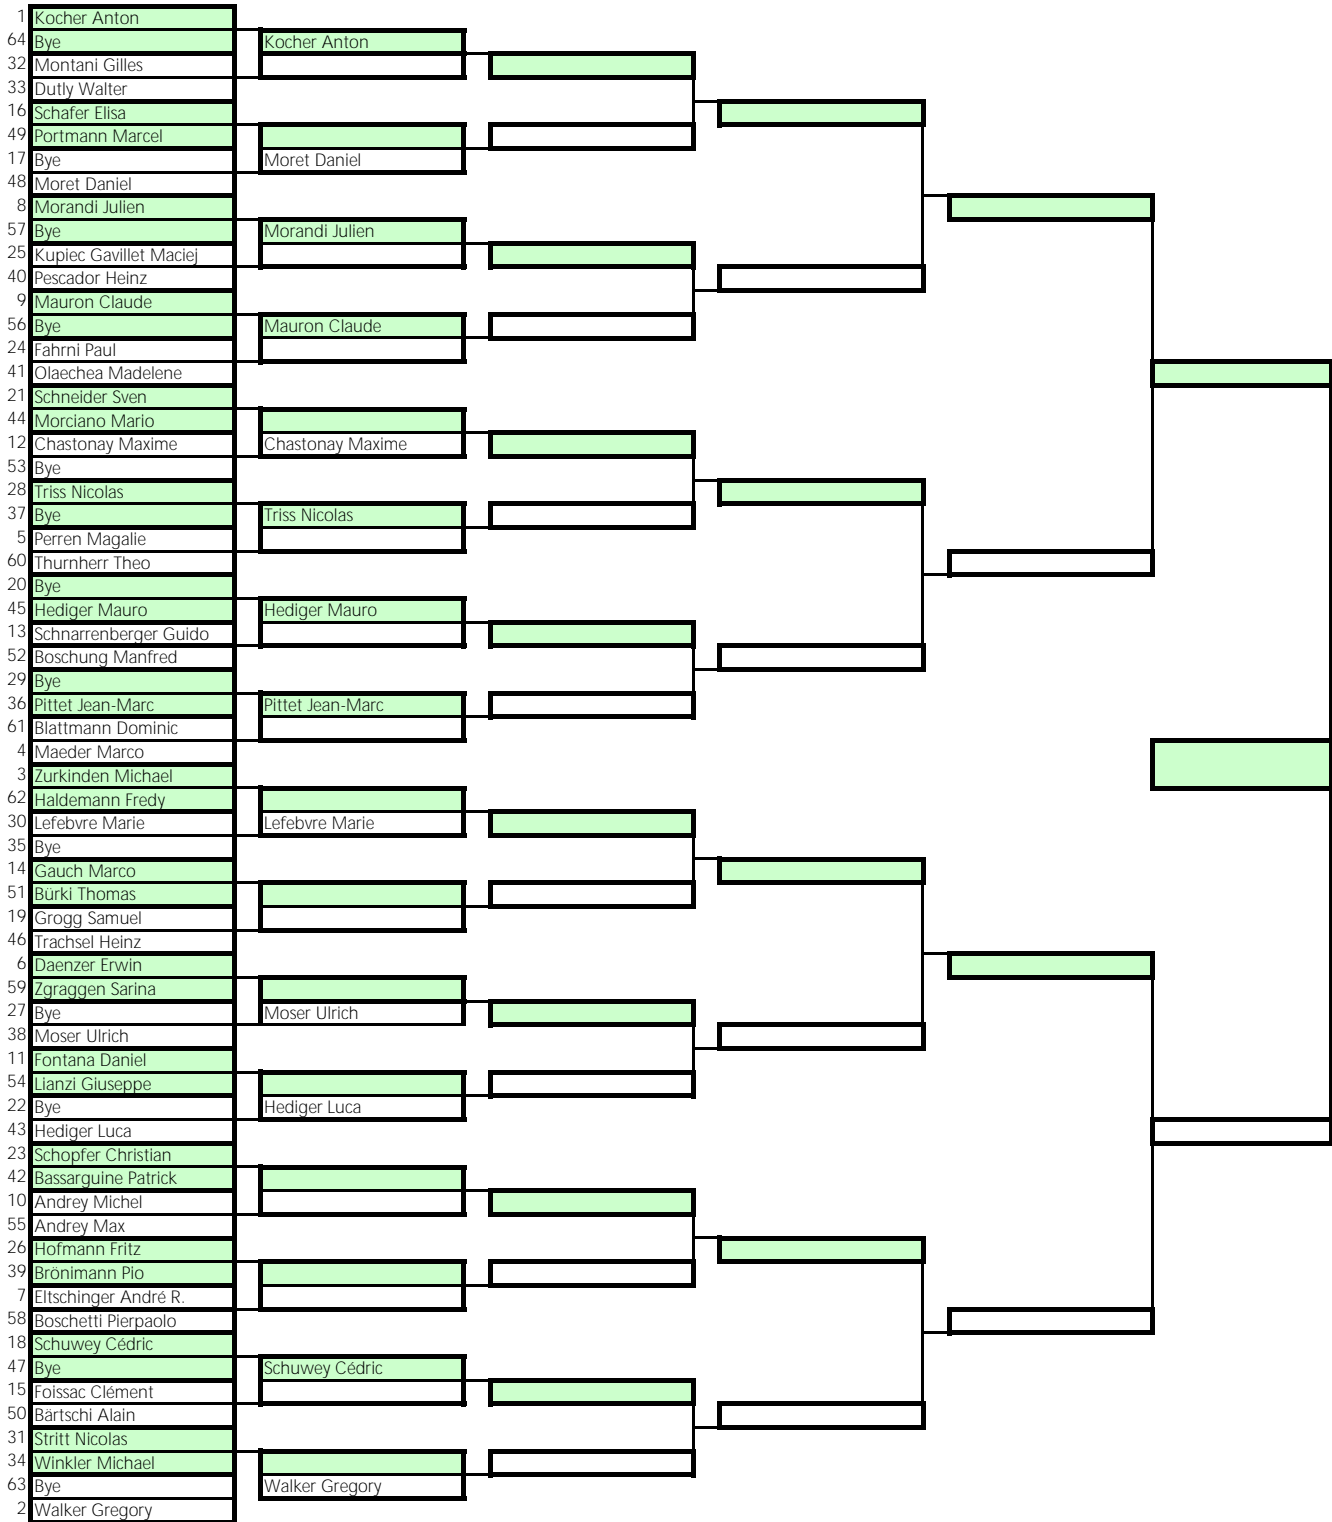 1 Kocher Anton
64 Bye Kocher Anton
32 Montani Gilles
33 Dutly Walter
16 Schafer Elisa
49 Portmann Marcel
17 Bye Moret Daniel
48 Moret Daniel
8 Morandi Julien
57 Bye Morandi Julien
25 Kupiec Gavillet Maciej
40 Pescador Heinz
9 Mauron Claude
56 Bye Mauron Claude
24 Fahrni Paul
41 Olaechea Madelene
21 Schneider Sven
44 Morciano Mario
12 Chastonay Maxime Chastonay Maxime
53 Bye
28 Triss Nicolas
37 Bye Triss Nicolas
5 Perren Magalie
60 Thurnherr Theo
20 Bye
45 Hediger Mauro Hediger Mauro
13 Schnarrenberger Guido
52 Boschung Manfred
29 Bye
36 Pittet Jean-Marc Pittet Jean-Marc
61 Blattmann Dominic
4 Maeder Marco
3 Zurkinden Michael
62 Haldemann Fredy
30 Lefebvre Marie Lefebvre Marie
35 Bye
14 Gauch Marco
51 Bürki Thomas
19 Grogg Samuel
46 Trachsel Heinz
6 Daenzer Erwin
59 Zgraggen Sarina
27 Bye Moser Ulrich
38 Moser Ulrich
11 Fontana Daniel
54 Lianzi Giuseppe
22 Bye Hediger Luca
43 Hediger Luca
23 Schopfer Christian
42 Bassarguine Patrick
10 Andrey Michel
55 Andrey Max
26 Hofmann Fritz
39 Brönimann Pio
7 Eltschinger André R.
58 Boschetti Pierpaolo
18 Schuwey Cédric
47 Bye Schuwey Cédric
15 Foissac Clément
50 Bärtschi Alain
31 Stritt Nicolas
34 Winkler Michael
63 Bye Walker Gregory
2 Walker Gregory